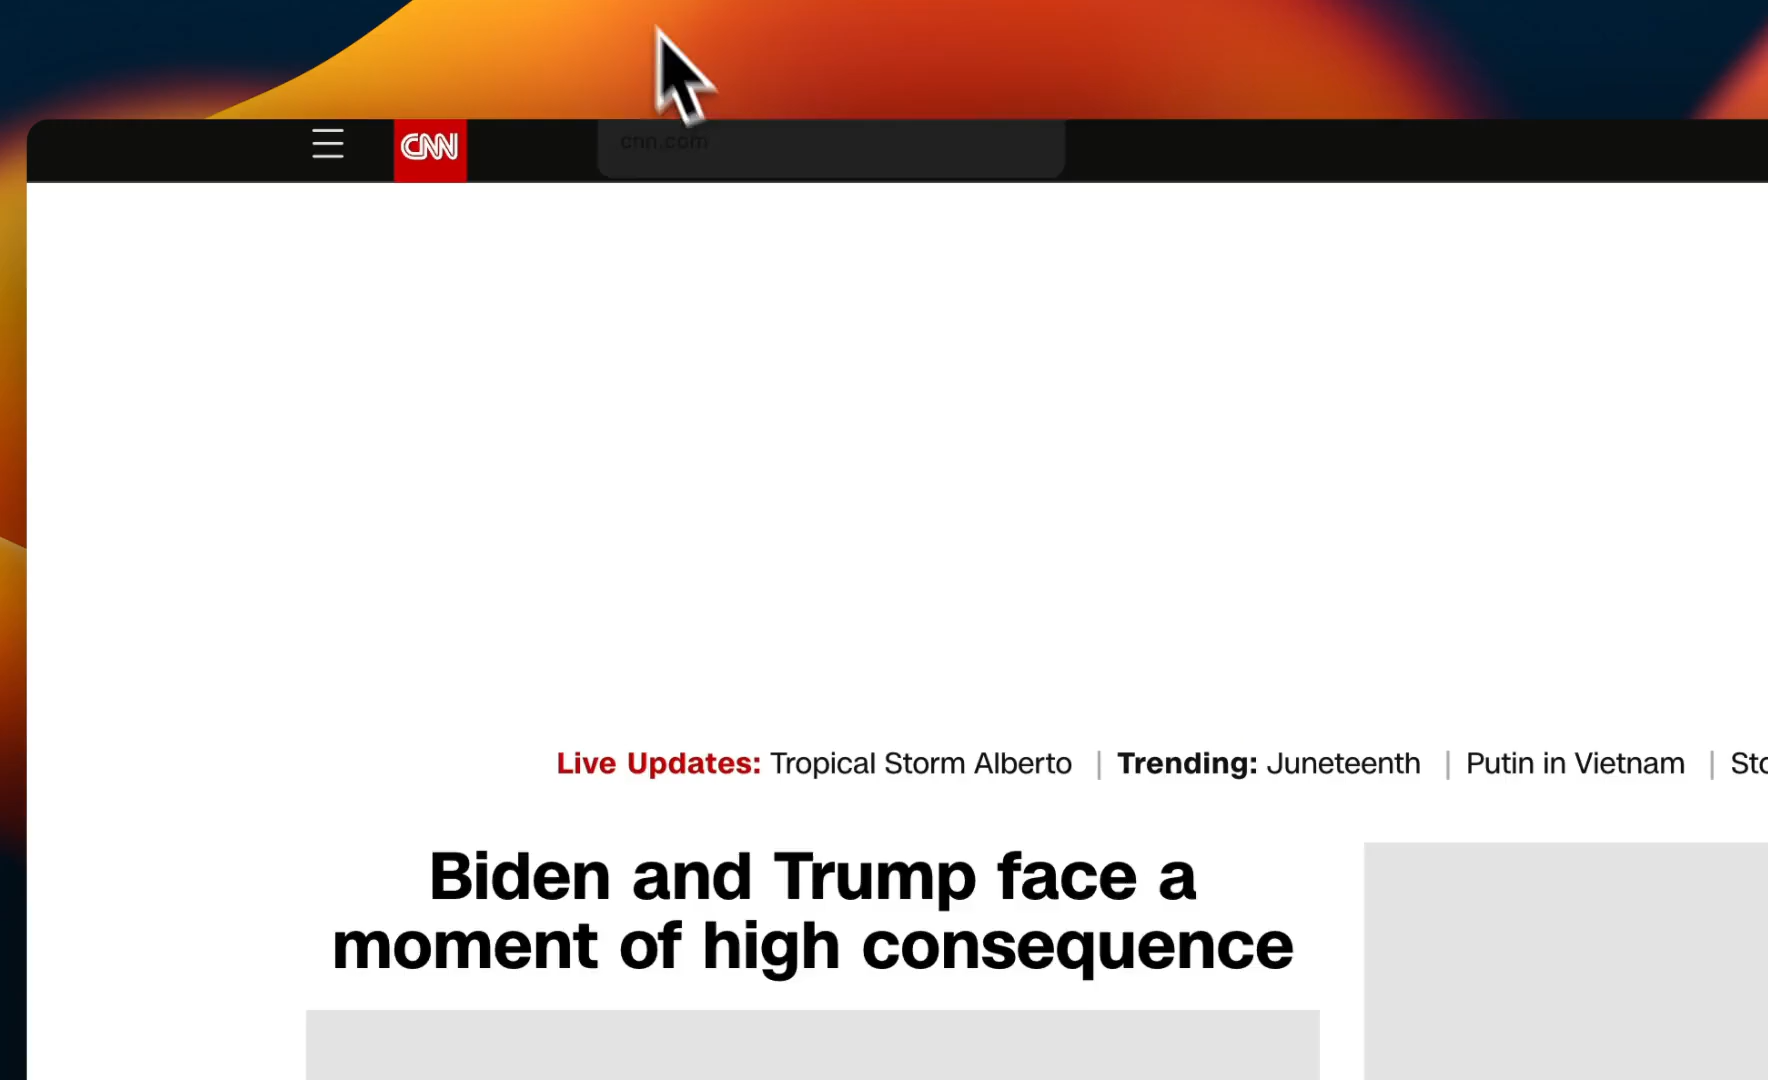 CNN
cnn.com
Live Updates: Tropical Storm Alberto | Trending: Juneteenth | Putin in Vietnam |
Biden and Trump face a
moment of high consequence